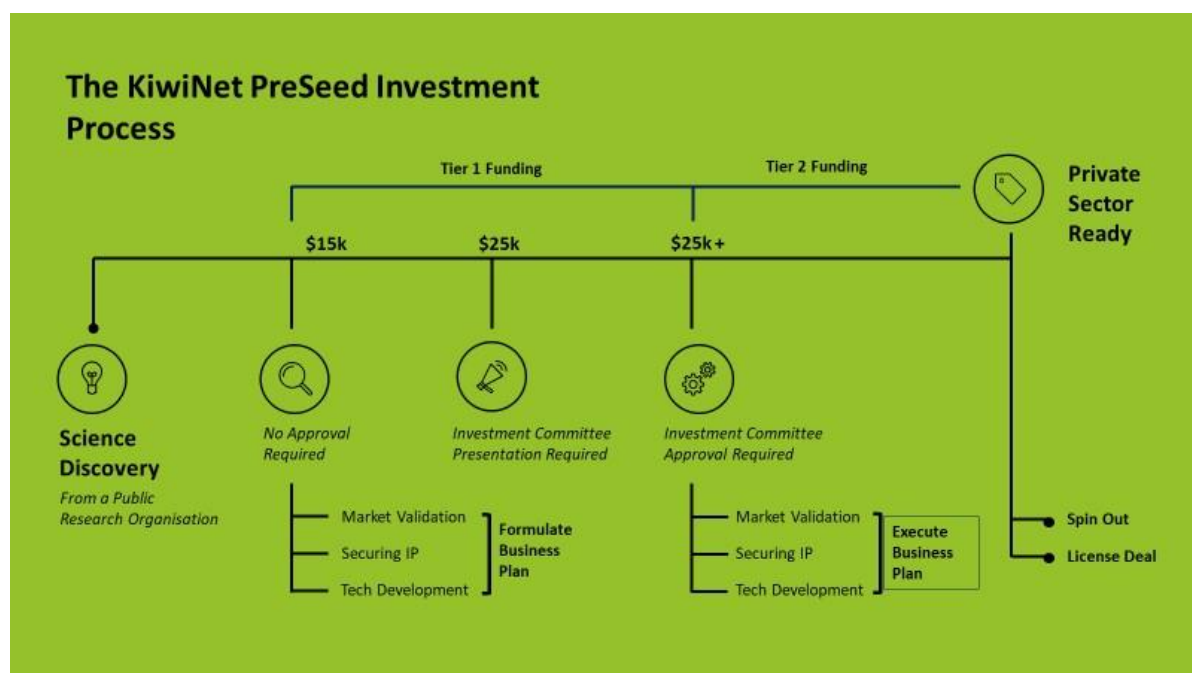 The KiwiNet PreSeed Investment
Process
Tier 1 Funding
Tier 2 Funding
Private
Sector
Ready
$15k
$25k
$25k+
Science
Discovery
From a Public
Research Organisation
No Approval
Required
Investment Committee
Presentation Required
Investment Committee
Approval Required
Market Validation
Securing IP
Tech Development
Formulate
Business
Plan
Market Validation
Securing IP
Tech Development
Execute
Business
Plan
Spin Out
License Deal